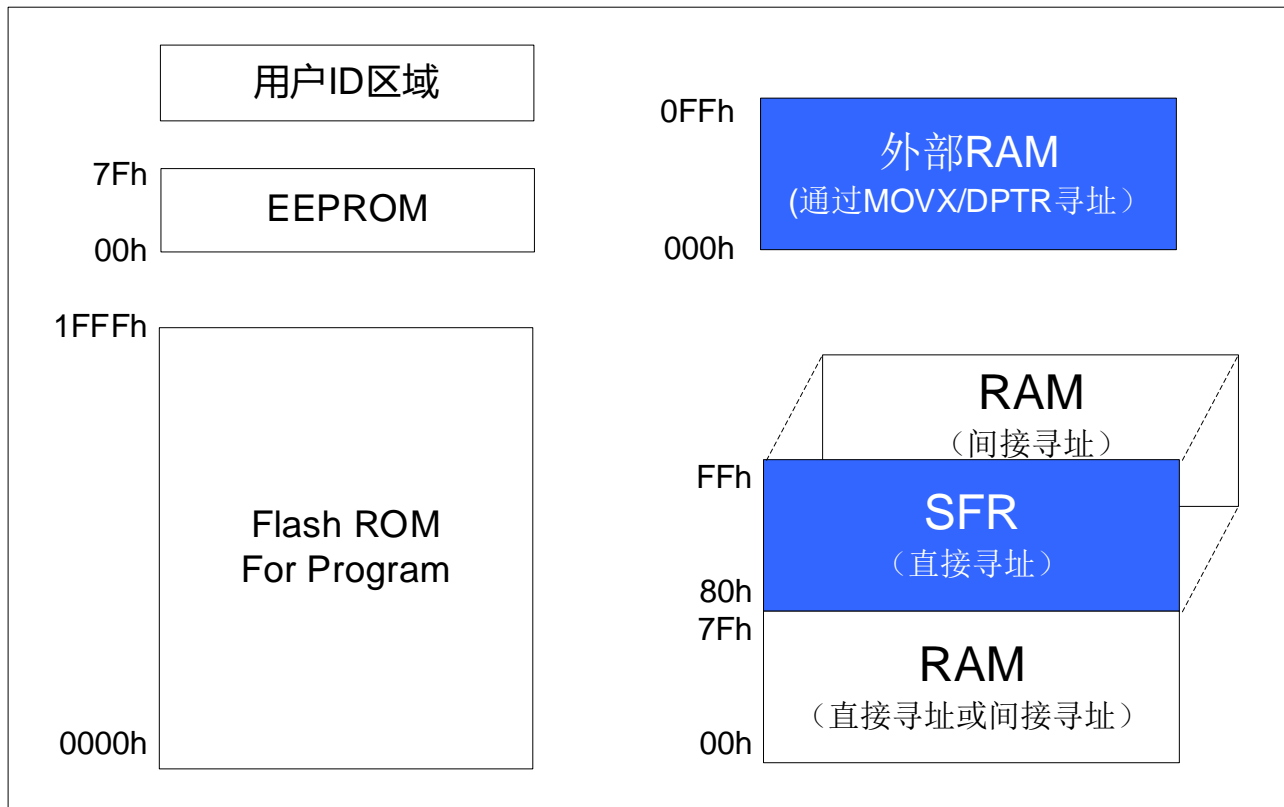 用户ID区域
7Fh
EEPROM
00h
1FFFh
Flash ROM
For Program
0000h
0FFh
外部RAM
(通过MOVX/DPTR寻址）
000h
RAM
（间接寻址）
FFh
SFR
（直接寻址）
80h
7Fh
RAM
（直接寻址或间接寻址）
00h